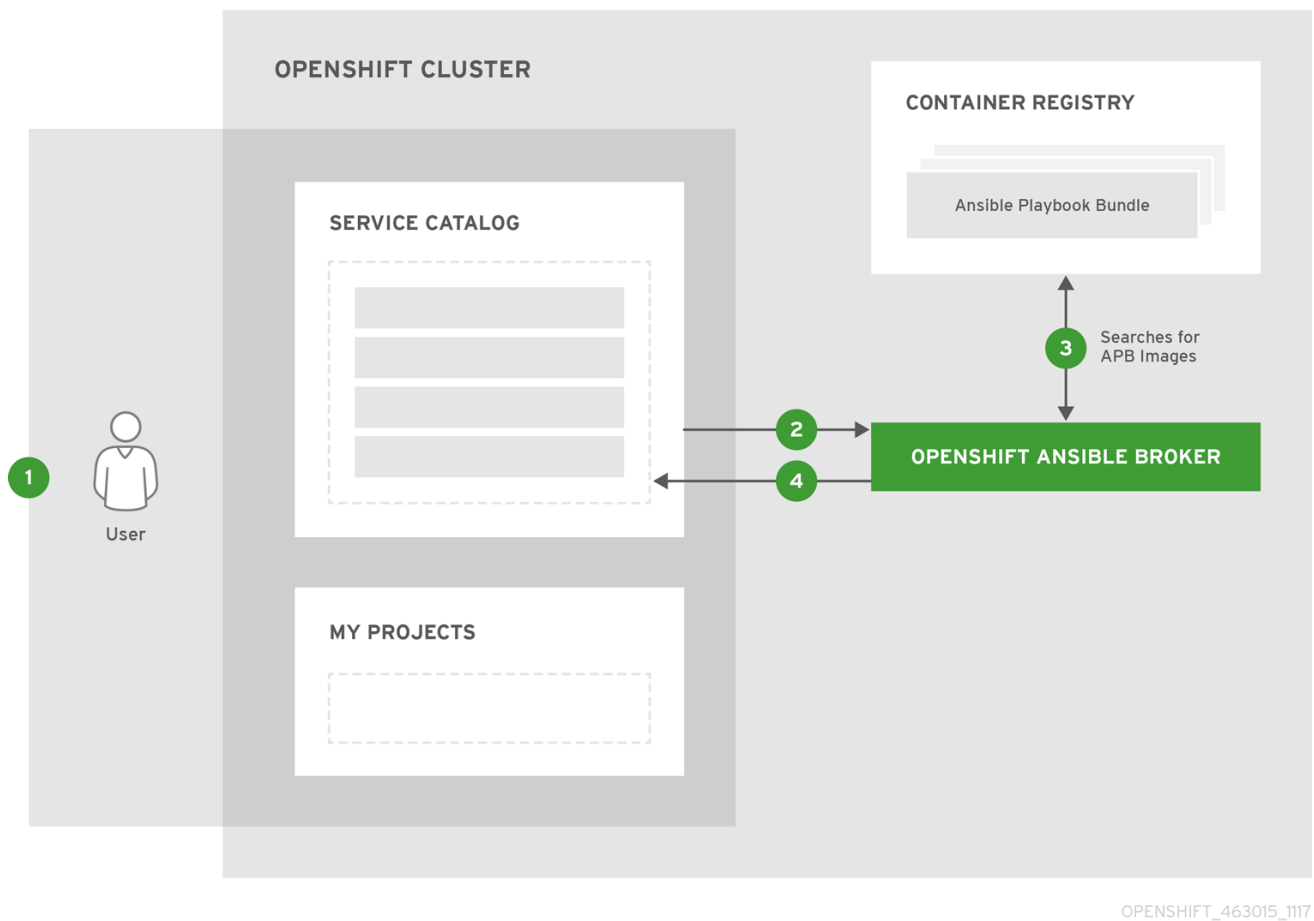 OPENSHIFT CLUSTER
CONTAINER REGISTRY
Ansible Playbook Bundle
SERVICE CATALOG
3
Searches for
APB Images
2
OPENSHIFT ANSIBLE BROKER
4
1
User
MY PROJECTS
OPENSHIFT_463015_1117